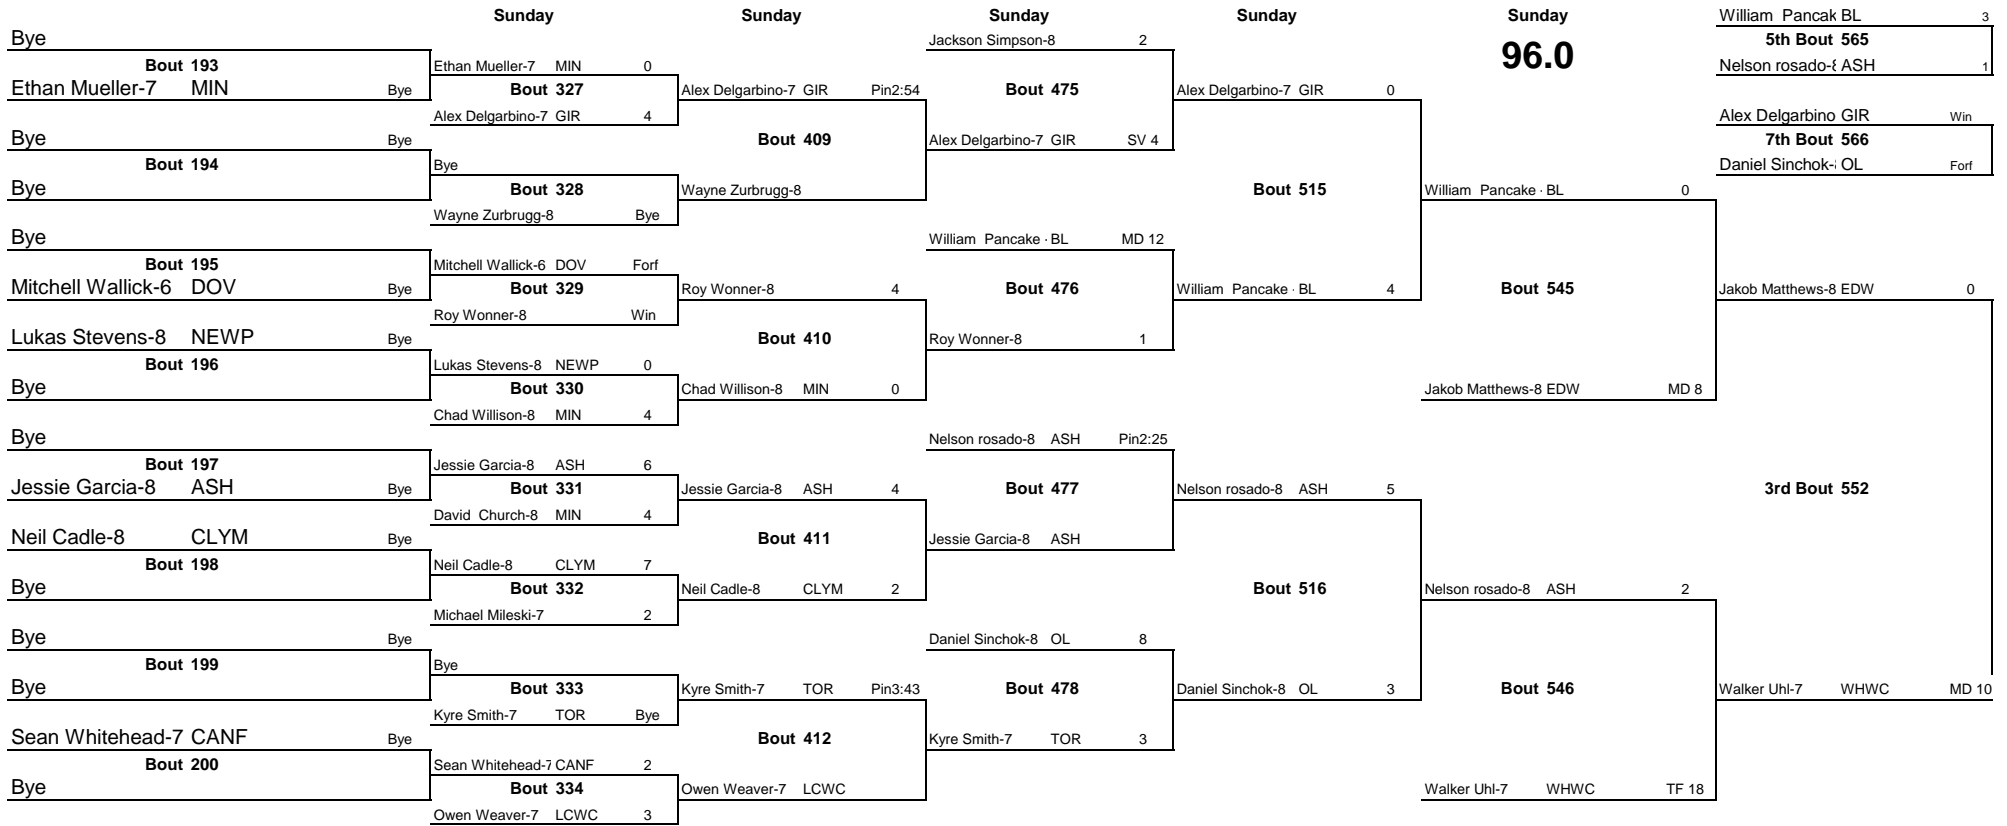 Sunday Sunday Sunday Sunday Sunday
96.0
Bye
Bout 193
Ethan Mueller-7 MIN Bye
Bye Bye
Bout 194
Bye
Bye
Bout 195
Mitchell Wallick-6 DOV Bye
Lukas Stevens-8 NEWP Bye
Bout 196
Bye
Bye
Bout 197
Jessie Garcia-8 ASH Bye
Neil Cadle-8 CLYM Bye
Bout 198
Bye
Bye Bye
Bout 199
Bye
Sean Whitehead-7 CANF Bye
Bout 200
Bye
Ethan Mueller-7 MIN 0
Bout 327
Alex Delgarbino-7 GIR 4
Bye
Bout 328
Wayne Zurbrugg-8 Bye
Mitchell Wallick-6 DOV Forf
Bout 329
Roy Wonner-8 Win
Lukas Stevens-8 NEWP 0
Bout 330
Chad Willison-8 MIN 4
Jessie Garcia-8 ASH 6
Bout 331
David Church-8 MIN 4
Neil Cadle-8 CLYM 7
Bout 332
Michael Mileski-7 2
Bye
Bout 333
Kyre Smith-7 TOR Bye
Sean Whitehead-7 CANF 2
Bout 334
Owen Weaver-7 LCWC 3
Alex Delgarbino-7 GIR Pin2:54
Bout 409
Wayne Zurbrugg-8
Roy Wonner-8 4
Bout 410
Chad Willison-8 MIN 0
Jessie Garcia-8 ASH 4
Bout 411
Neil Cadle-8 CLYM 2
Kyre Smith-7 TOR Pin3:43
Bout 412
Owen Weaver-7 LCWC
Jackson Simpson-8 2
Bout 475
Alex Delgarbino-7 GIR SV 4
William Pancake · BL MD 12
Bout 476
Roy Wonner-8 1
Nelson rosado-8 ASH Pin2:25
Bout 477
Jessie Garcia-8 ASH
Daniel Sinchok-8 OL 8
Bout 478
Kyre Smith-7 TOR 3
Alex Delgarbino-7 GIR 0
Bout 515
William Pancake · BL 4
Nelson rosado-8 ASH 5
Bout 516
Daniel Sinchok-8 OL 3
William Pancake · BL 0
Bout 545
Jakob Matthews-8 EDW MD 8
Nelson rosado-8 ASH 2
Bout 546
Walker Uhl-7 WHWC TF 18
William Pancak BL 3
5th Bout 565
Nelson rosado- ASH 1
Alex Delgarbino GIR Win
7th Bout 566
Daniel Sinchok- OL Forf
Jakob Matthews-8 EDW 0
3rd Bout 552
Walker Uhl-7 WHWC MD 10